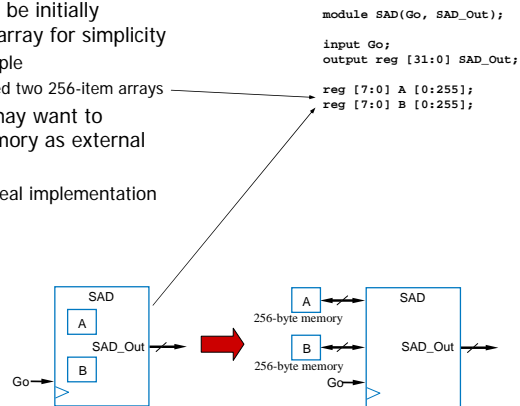 be initially
array for simplicity
ple
ed two 256-item arrays
nay want to
mory as external
eal implementation
module SAD(Go, SAD_Out);
input Go;
output reg [31:0] SAD_Out;
reg [7:0] A [0:255];
reg [7:0] B [0:255];
SAD
A
SAD_Out
B
Go
A
256-byte memory
B
256-byte memory
Go
SAD
SAD_Out